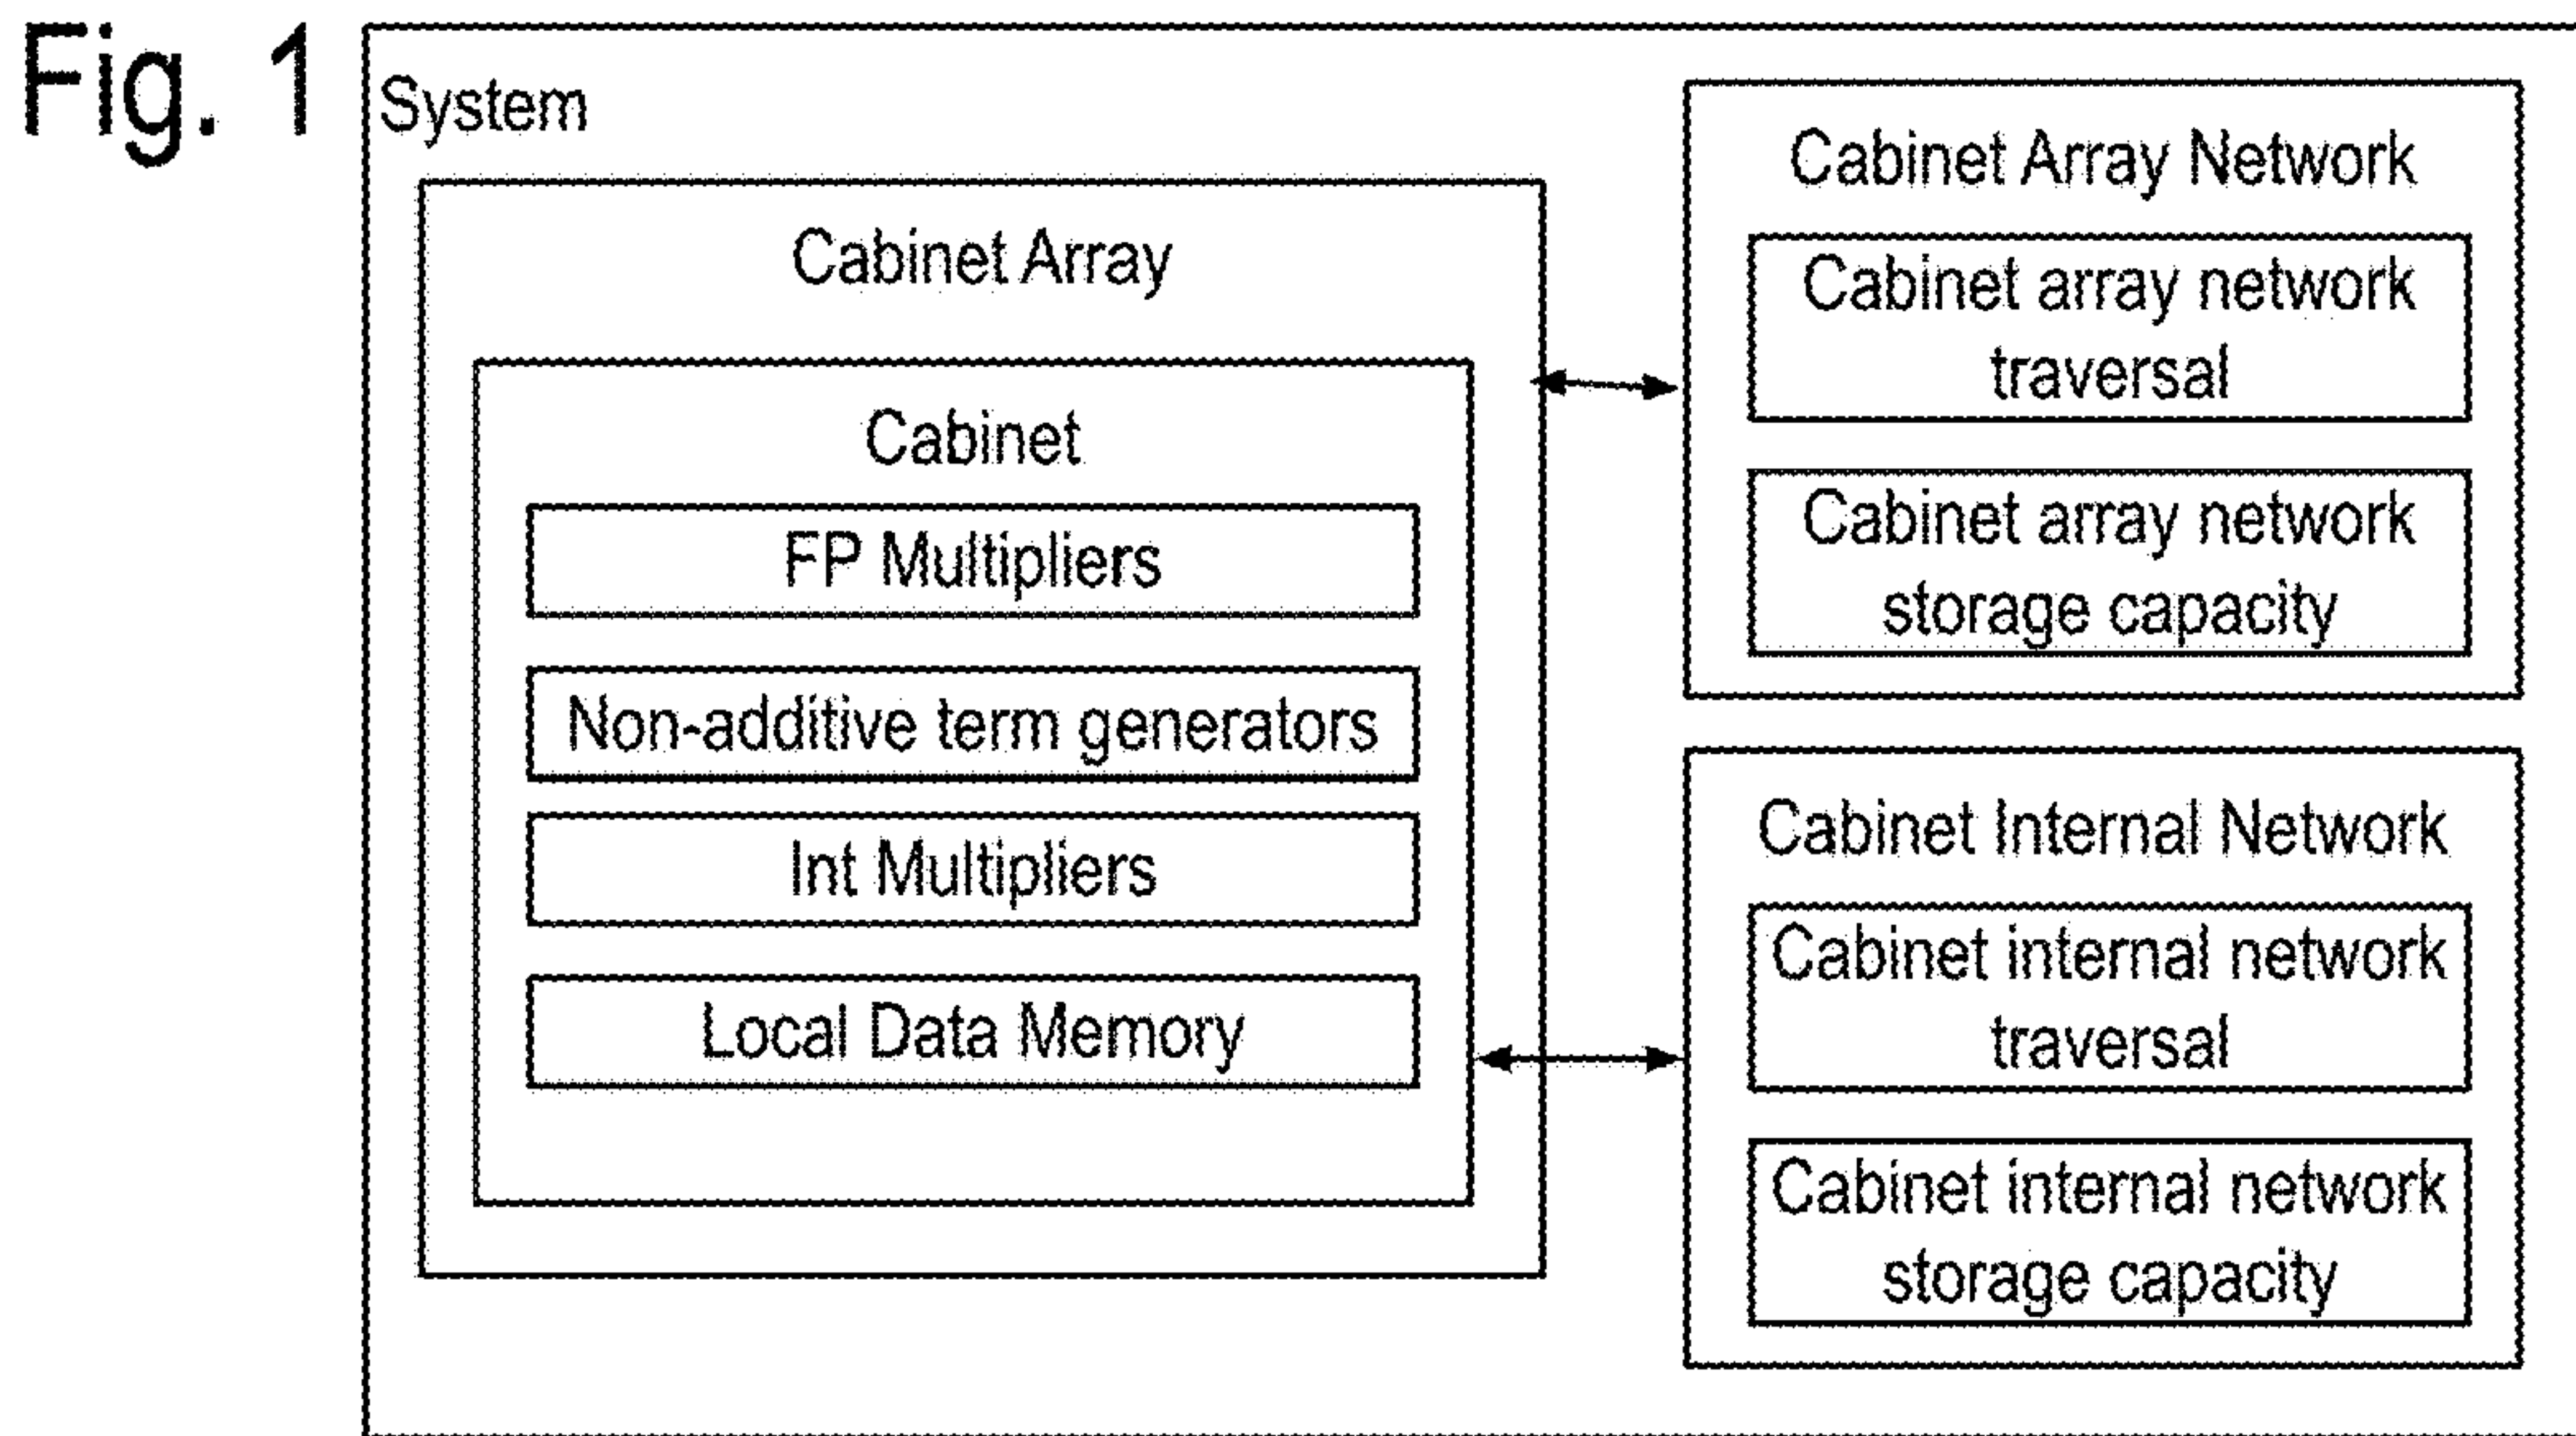 Fig. 1
System
Cabinet Array
Cabinet
FP Multipliers
Non-additive term generators
Int Multipliers
Local Data Memory
Cabinet Array Network
Cabinet array network
traversal
Cabinet array network
storage capacity
Cabinet Internal Network
Cabinet internal network
traversal
Cabinet internal network
storage capacity